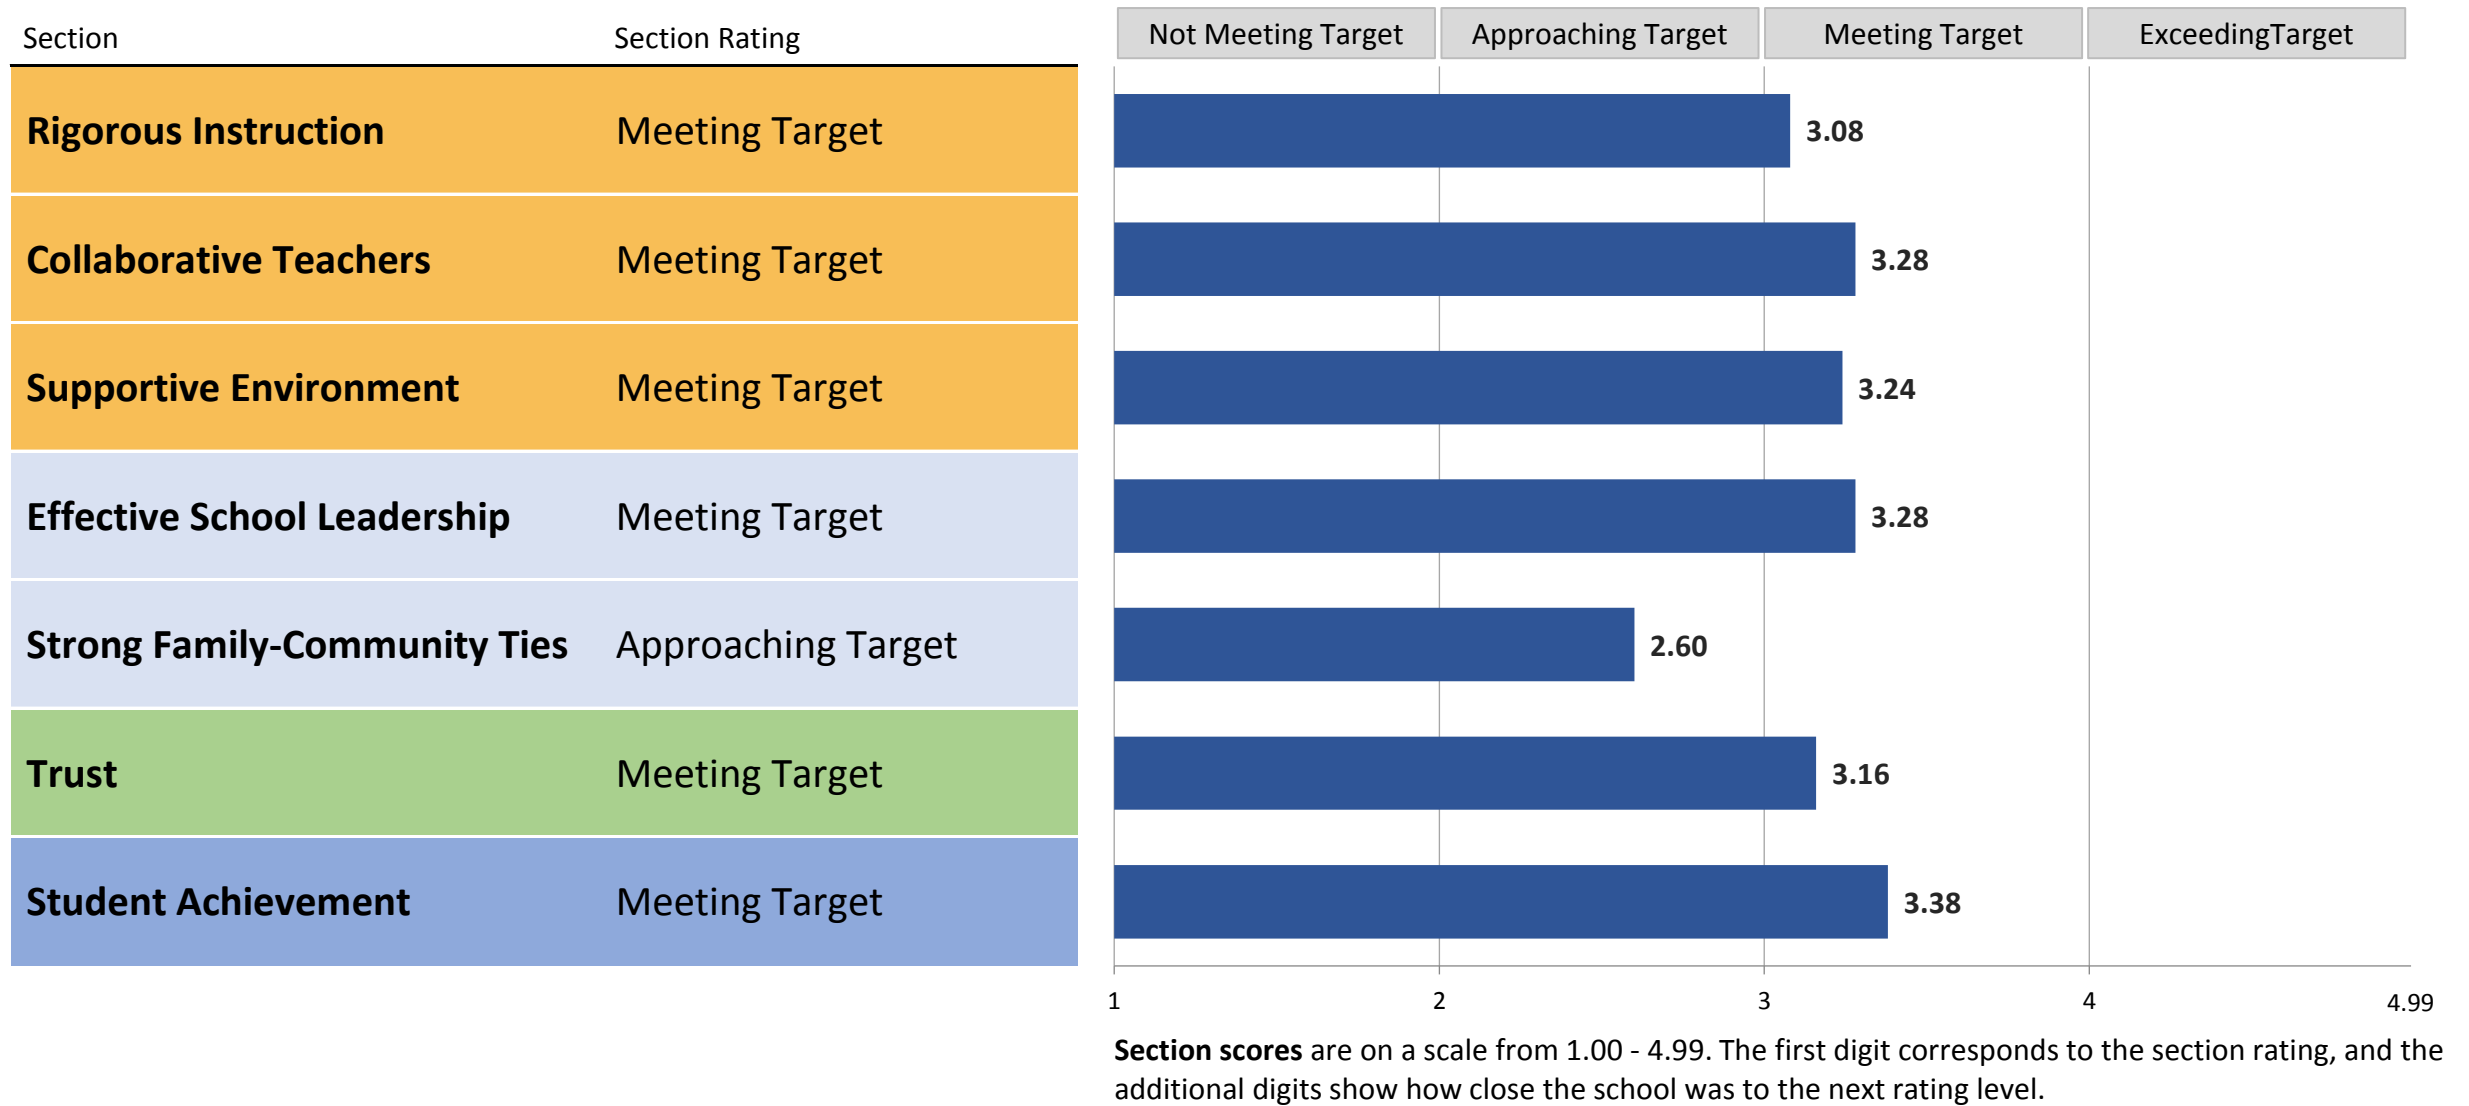 Section Section Rating Not Meeting Target Approaching Target Meeting Target ExceedingTarget
Rigorous Instruction Meeting Target 3.08
Collaborative Teachers Meeting Target 3.28
Supportive Environment Meeting Target 3.24
Effective School Leadership Meeting Target 3.28
Strong Family-Community Ties Approaching Target 2.60
Trust Meeting Target 3.16
Student Achievement Meeting Target 3.38
1 2 3 4 4.99
Section scores are on a scale from 1.00 - 4.99. The first digit corresponds to the section rating, and the
additional digits show how close the school was to the next rating level.